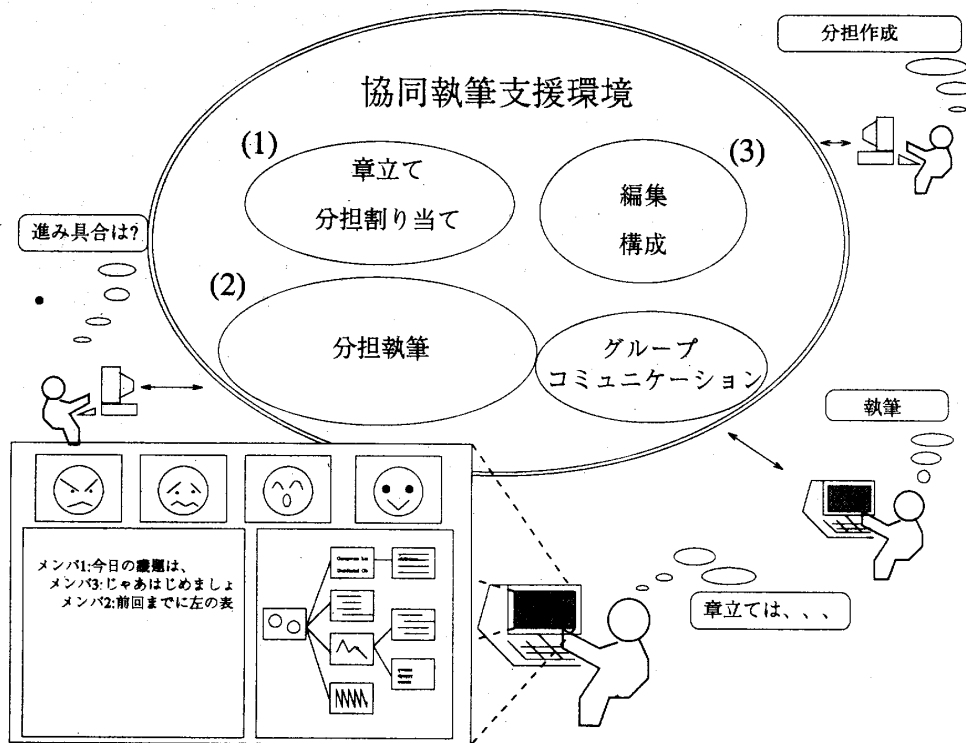 分担作成
協同執筆支援環境
(1)
章立て
分担割り当て
(3)
編集
構成
進み具合は?
(2)
分担執筆
グループ
コミュニケーション
執筆
メンバ1:今日の議題は、
メンバ3:じゃあはじめましょ
メンバ2:前回までに左の表
章立ては、、、